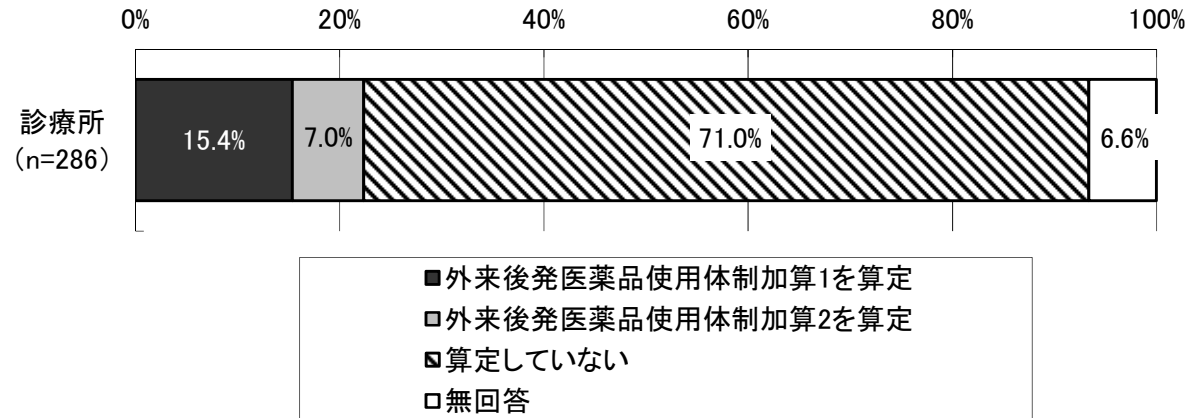 0% 20% 40% 60% 80% 100%
診療所
(n=286)
15.4% 7.0% 71.0% 6.6%
外来後発医薬品使用体制加算1を算定
外来後発医薬品使用体制加算2を算定
算定していない
無回答